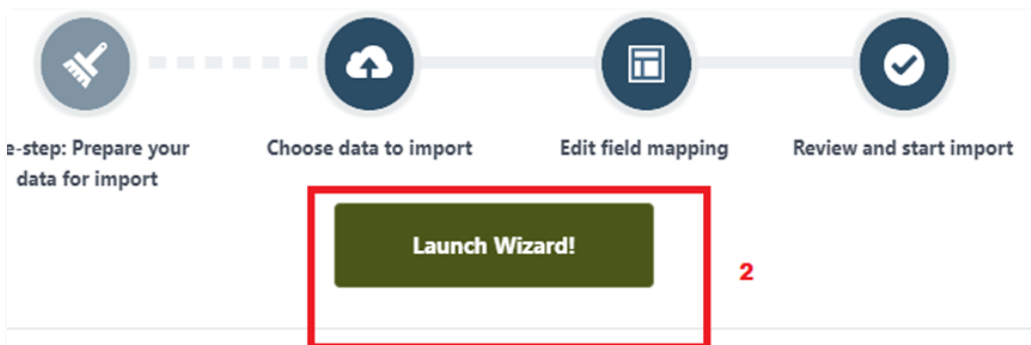 e-step: Prepare your
data for import
Choose data to import
Edit field mapping
Review and start import
Launch Wizard!
2